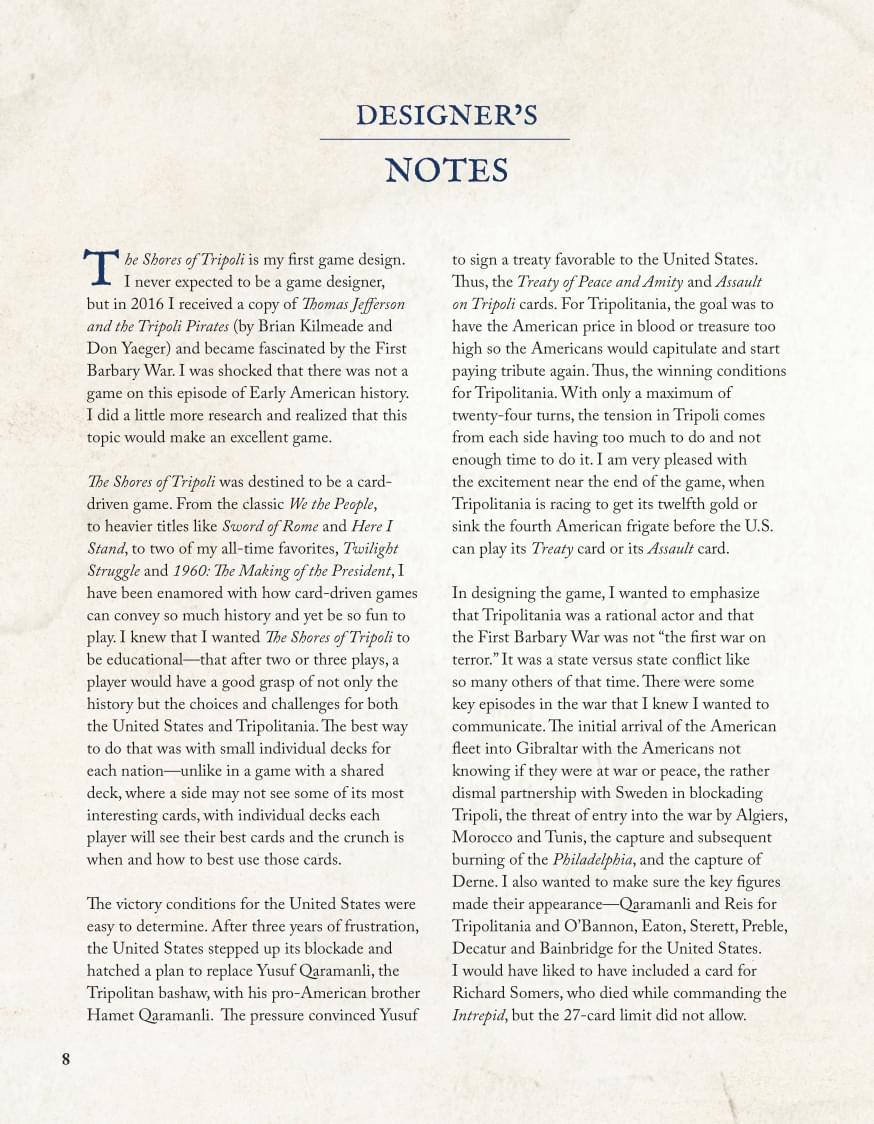 DESIGNER’S
NOTES
The Shores of Tripoli is my first game design.
I never expected to be a game designer,
but in 2016 I received a copy of Thomas Jefferson
and the Tripoli Pirates (by Brian Kilmeade and
Don Yaeger) and became fascinated by the First
Barbary War. I was shocked that there was not a
game on this episode of Early American history.
I did a little more research and realized that this
topic would make an excellent game.
The Shores of Tripoli was destined to be a card-
driven game. From the classic We the People,
to heavier titles like Sword of Rome and Here I
Stand, to two of my all-time favorites, Twilight
Struggle and 1960: The Making of the President, I
have been enamored with how card-driven games
can convey so much history and yet be so fun to
play. I knew that I wanted The Shores of Tripoli to
be educational—that after two or three plays, a
player would have a good grasp of not only the
history but the choices and challenges for both
the United States and Tripolitania. The best way
to do that was with small individual decks for
each nation—unlike in a game with a shared
deck, where a side may not see some of its most
interesting cards, with individual decks each
player will see their best cards and the crunch is
when and how to best use those cards.
The victory conditions for the United States were
easy to determine. After three years of frustration,
the United States stepped up its blockade and
hatched a plan to replace Yusuf Qaramanli, the
Tripolitan bashaw, with his pro-American brother
Hamet Qaramanli. The pressure convinced Yusuf
to sign a treaty favorable to the United States.
Thus, the Treaty of Peace and Amity and Assault
on Tripoli cards. For Tripolitania, the goal was to
have the American price in blood or treasure too
high so the Americans would capitulate and start
paying tribute again. Thus, the winning conditions
for Tripolitania. With only a maximum of
twenty-four turns, the tension in Tripoli comes
from each side having too much to do and not
enough time to do it. I am very pleased with
the excitement near the end of the game, when
Tripolitania is racing to get its twelfth gold or
sink the fourth American frigate before the U.S.
can play its Treaty card or its Assault card.
In designing the game, I wanted to emphasize
that Tripolitania was a rational actor and that
the First Barbary War was not “the first war on
terror.” It was a state versus state conflict like
so many others of that time. There were some
key episodes in the war that I knew I wanted to
communicate. The initial arrival of the American
fleet into Gibraltar with the Americans not
knowing if they were at war or peace, the rather
dismal partnership with Sweden in blockading
Tripoli, the threat of entry into the war by Algiers,
Morocco and Tunis, the capture and subsequent
burning of the Philadelphia, and the capture of
Derne. I also wanted to make sure the key figures
made their appearance—Qaramanli and Reis for
Tripolitania and O’Bannon, Eaton, Sterett, Preble,
Decatur and Bainbridge for the United States.
I would have liked to have included a card for
Richard Somers, who died while commanding the
Intrepid, but the 27-card limit did not allow.
8